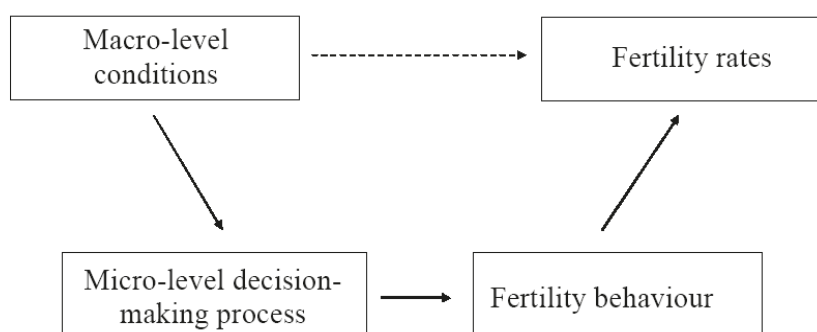 Macro-level
conditions
Fertility rates
Micro-level decision-
making process
Fertility behaviour